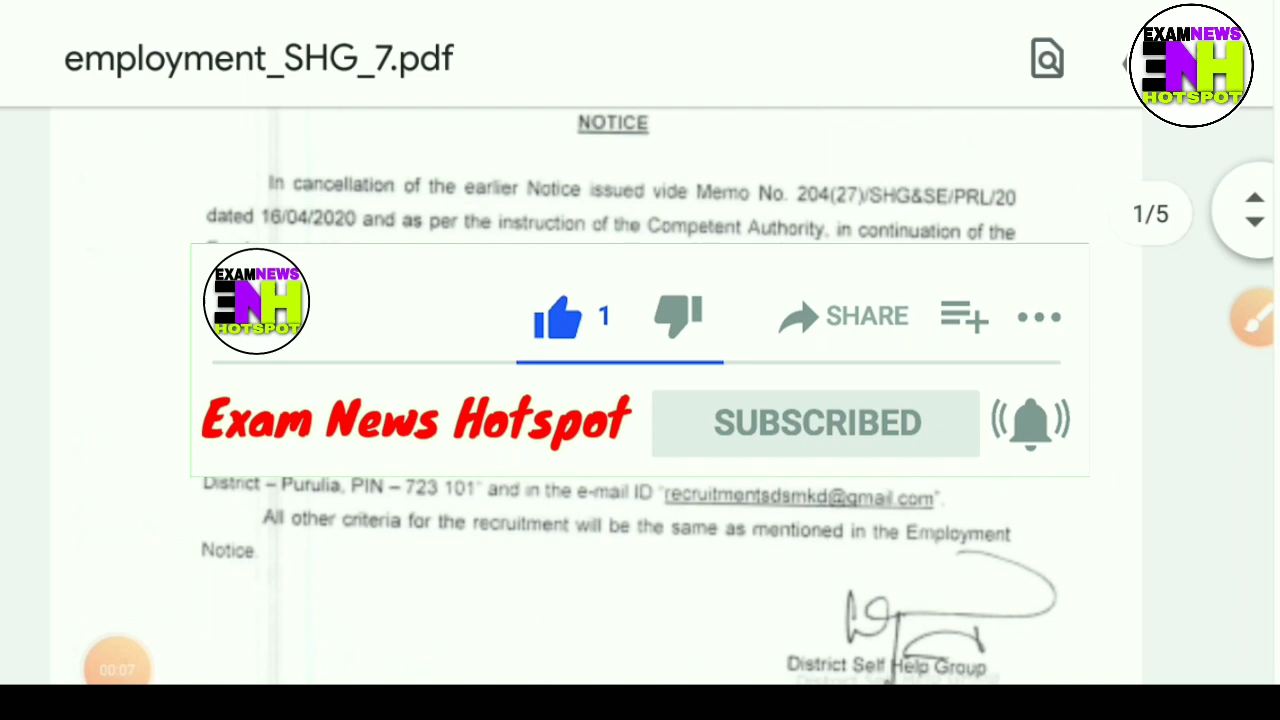 employment_SHG_7.pdf
EXAMNEWS
ENH
HOTSPOT
NOTICE
In cancellation of the earlier Notice issued vide Memo No. 204(27)/SHG&SE/PRL/20
dated 16/04/2020 and as per the instruction of the Competent Authority, in continuation of the
1/5
EXAMNEWS
ENH
HOTSPOT
1
SHARE
Exam News Hotspot
SUBSCRIBED
District – Purulia, PIN – 723 101" and in the e-mail ID "recruitmentsdsmkd@gmail.com".
All other criteria for the recruitment will be the same as mentioned in the Employment
Notice.
00:07
District Self Help Group